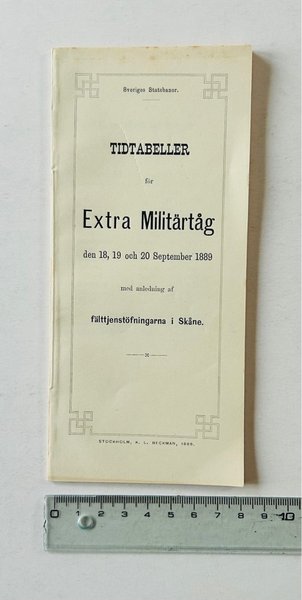 Sveriges Statsbanor.
TIDTABELLER
för
Extra Militärtåg
den 18, 19 och 20 September 1889
med anledning af
fälttjenstöfningarna i Skåne.
STOCKHOLM, K. L. BECKMAN, 1889.
0 1 2 3 4 5 6 7 8 9 10